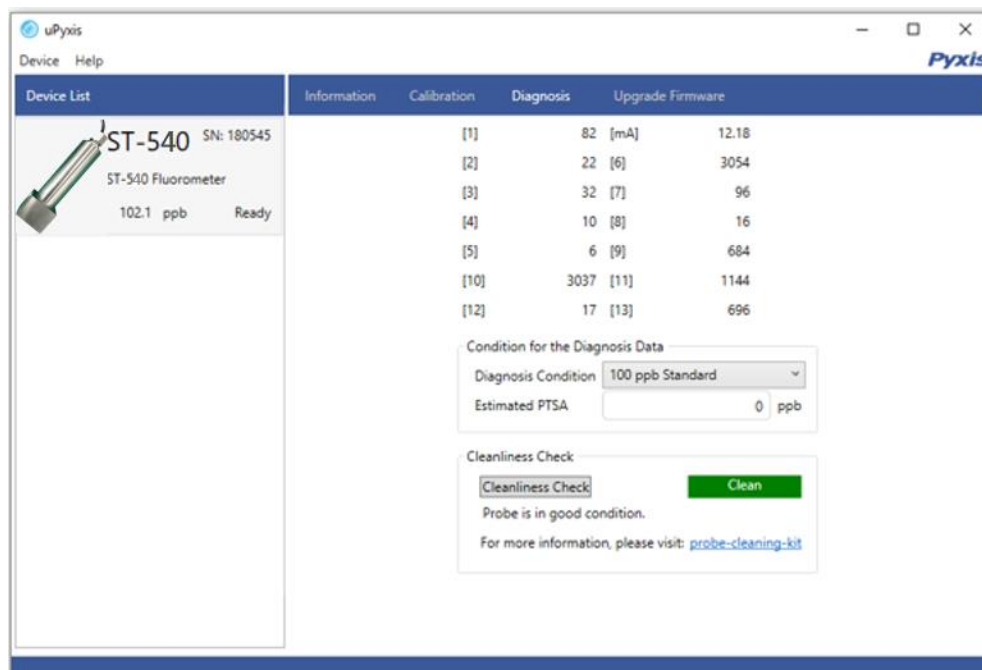 uPyxis
Device Help
Pyxis
Device List
Information Calibration Diagnosis Upgrade Firmware
ST-540 SN: 180545
ST-540 Fluorometer
102.1 ppb Ready
[1] 82 [mA] 12.18
[2] 22 [6] 3054
[3] 32 [7] 96
[4] 10 [8] 16
[5] 6 [9] 684
[10] 3037 [11] 1144
[12] 17 [13] 696
Condition for the Diagnosis Data
Diagnosis Condition 100 ppb Standard
Estimated PTSA 0 ppb
Cleanliness Check
Cleanliness Check Clean
Probe is in good condition.
For more information, please visit: probe-cleaning-kit